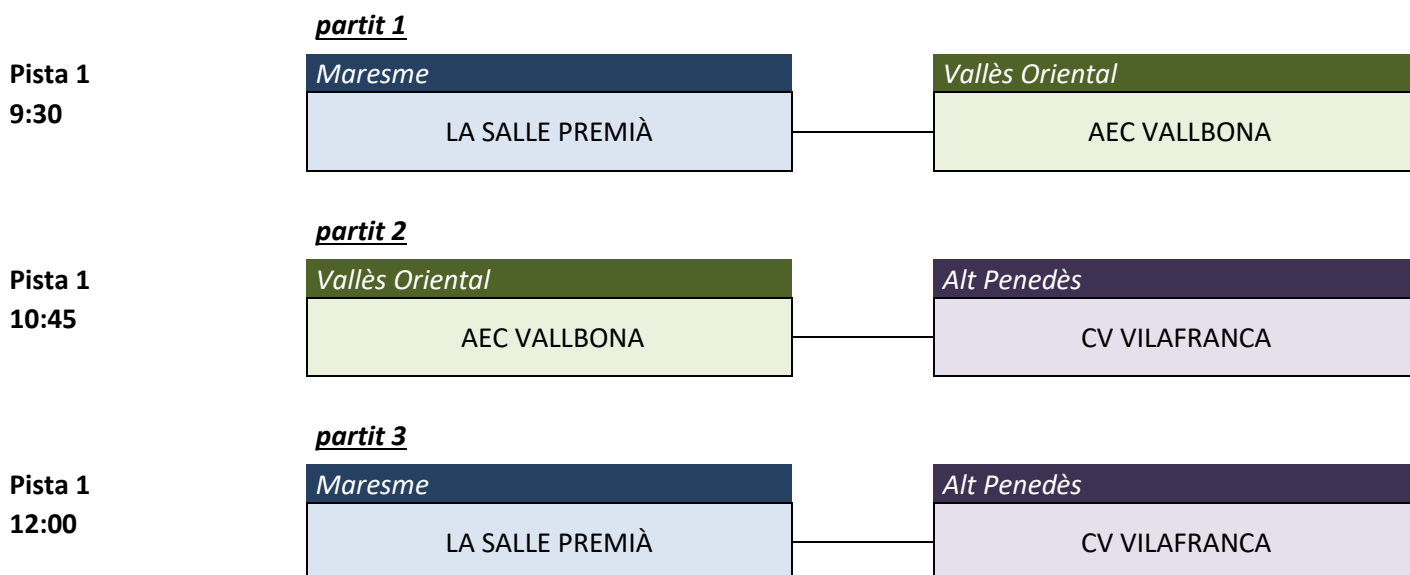 partit 1
Pista 1
9:30
Maresme
Vallès Oriental
LA SALLE PREMIÀ
AEC VALLBONA
partit 2
Pista 1
10:45
Vallès Oriental
Alt Penedès
AEC VALLBONA
CV VILAFRANCA
partit 3
Pista 1
12:00
Maresme
Alt Penedès
LA SALLE PREMIÀ
CV VILAFRANCA